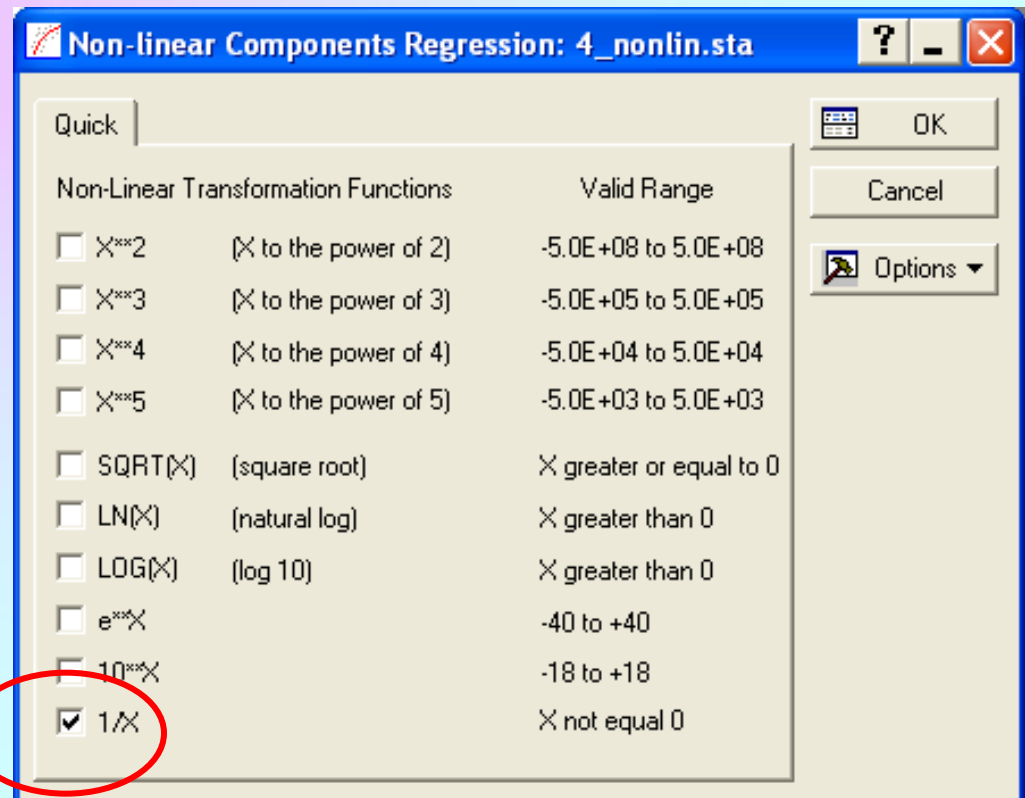 Non-linear Components Regression: 4_nonlin.sta
Quick
OK
Cancel
Options
Non-Linear Transformation Functions Valid Range
X**2 (X to the power of 2) -5.0E+08 to 5.0E+08
X**3 (X to the power of 3) -5.0E+05 to 5.0E+05
X**4 (X to the power of 4) -5.0E+04 to 5.0E+04
X**5 (X to the power of 5) -5.0E+03 to 5.0E+03
SQRT(X) (square root) X greater or equal to 0
LN(X) (natural log) X greater than 0
LOG(X) (log 10) X greater than 0
e**X -40 to +40
10**X -18 to +18
1/X X not equal 0